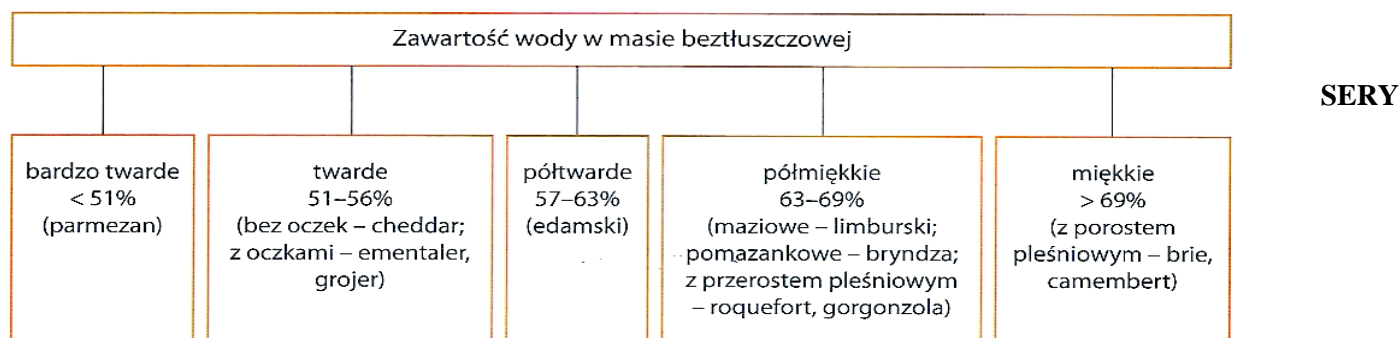 Zawartość wody w masie beztłuszczowej
SERY
bardzo twarde
< 51%
(parmezan)
twarde
51–56%
(bez oczek – cheddar;
z oczkami – ementaler,
grojer)
półtwarde
57–63%
(edamski)
półmiękkie
63–69%
(maziowe – limburski;
pomazankowe – bryndza;
z przerostem pleśniowym
– roquefort, gorgonzola)
miękkie
> 69%
(z porostem
pleśniowym – brie,
camembert)